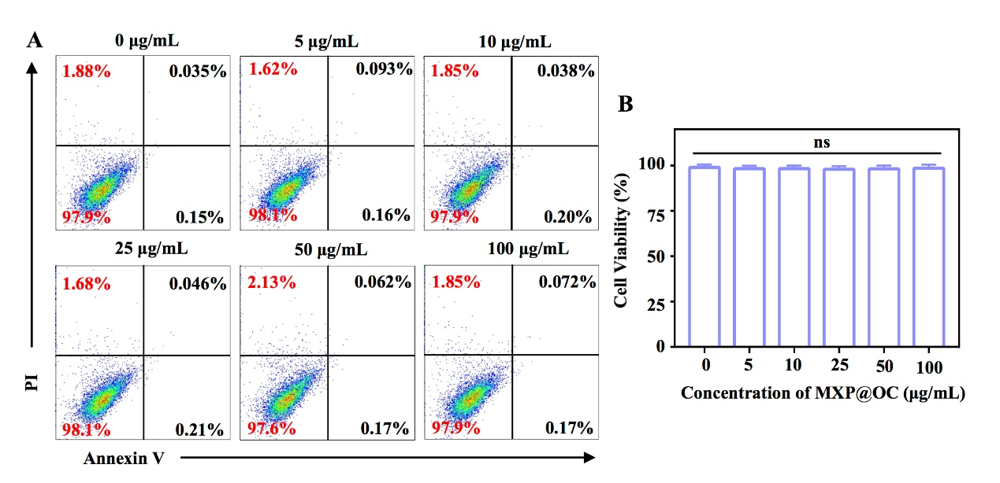 A
0 μg/mL
5 μg/mL
10 μg/mL
1.88%
0.035%
1.62%
0.093%
1.85%
0.038%
97.9%
0.15%
98.1%
0.16%
97.9%
0.20%
25 μg/mL
50 μg/mL
100 μg/mL
1.68%
0.046%
2.13%
0.062%
1.85%
0.072%
98.1%
0.21%
97.6%
0.17%
97.9%
0.17%
PI
Annexin V
B
ns
100
75
50
25
0
Cell Viability (%)
0 5 10 25 50 100
Concentration of MXP@OC (μg/mL)